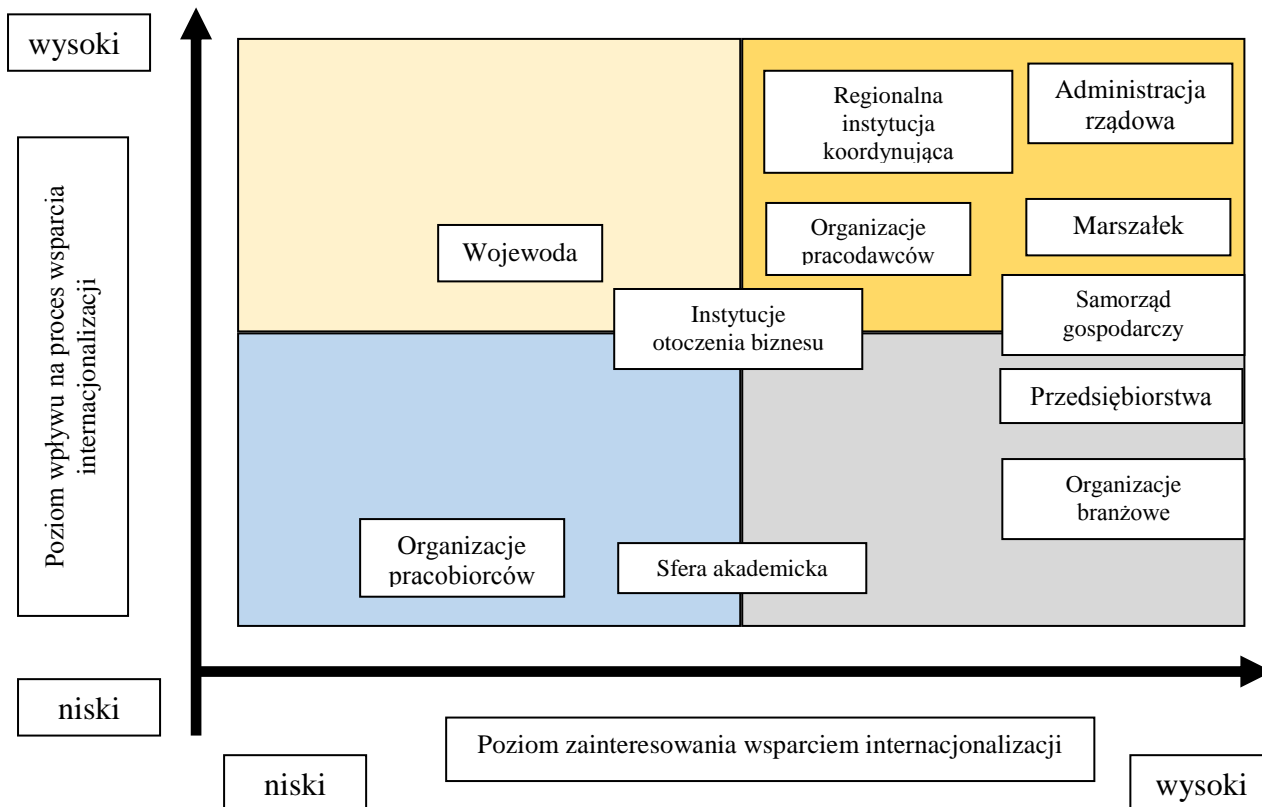 wysoki
Poziom wpływu na proces wsparcia
internacjonalizacji
niski
Regionalna
instytucja
koordynująca
Administracja
rządowa
Wojewoda
Organizacje
pracodawców
Marszałek
Instytucje
otoczenia biznesu
Samorząd
gospodarczy
Przedsiębiorstwa
Organizacje
branżowe
Organizacje
pracobiorców
Sfera akademicka
Poziom zainteresowania wsparciem internacjonalizacji
niski
wysoki